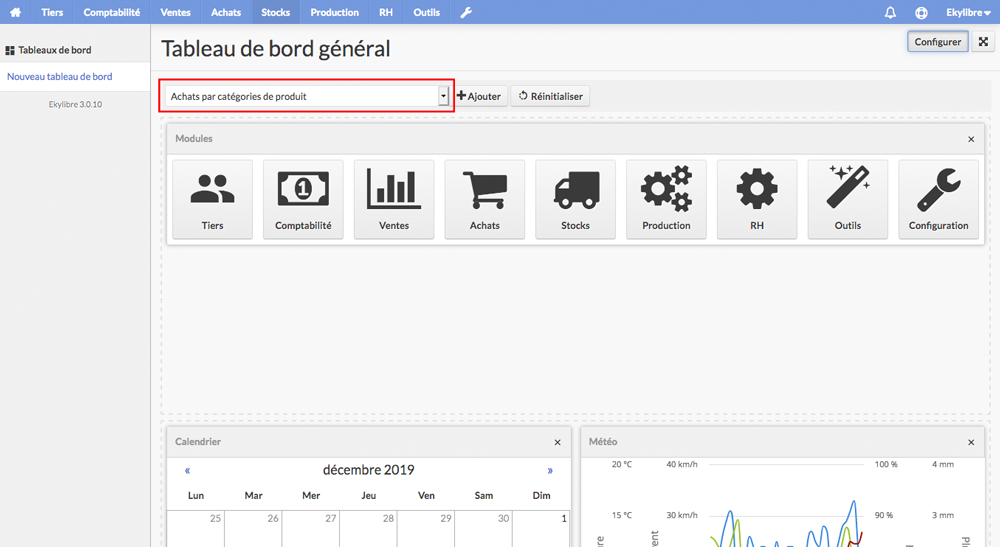 Tiers Comptabilité Ventes Achats Stocks Production RH Outils Ekylibre
Tableaux de bord
Nouveau tableau de bord
Ekylibre 3.0.10
Tableau de bord général
Configurer
Achats par catégories de produit
Ajouter
Réinitialiser
Modules
Tiers Comptabilité Ventes Achats Stocks Production RH Outils Configuration
Calendrier
« décembre 2019 »
Lun Mar Mer Jeu Ven Sam Dim
25 26 27 28 29 30 1
Météo
20 °C 40 km/h 100 % 4 mm
15 °C 30 km/h 90 % 3 mm